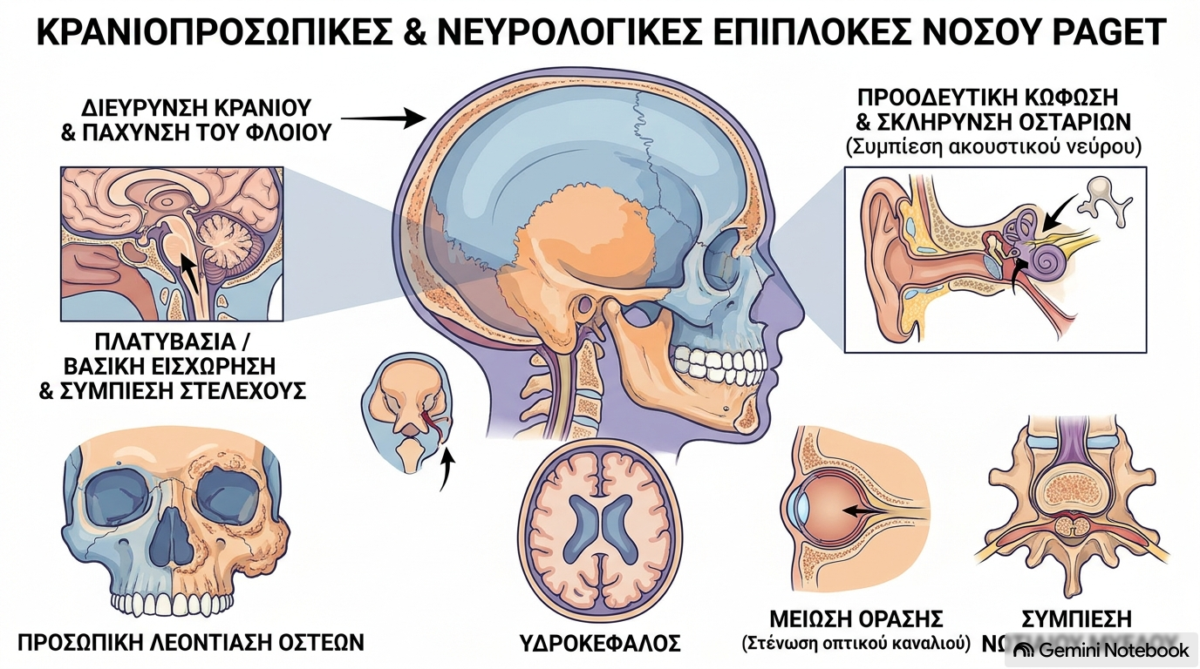 ΚΡΑΝΙΟΠΡΟΣΩΠΙΚΕΣ & ΝΕΥΡΟΛΟΓΙΚΕΣ ΕΠΙΠΛΟΚΕΣ ΝΟΣΟΥ PAGET
ΔΙΕΥΡΥΝΣΗ ΚΡΑΝΙΟΥ
& ΠΑΧΥΝΣΗ ΤΟΥ ΦΛΟΙΟΥ
ΠΡΟΟΔΕΥΤΙΚΗ ΚΩΦΩΣΗ
& ΣΚΛΗΡΥΝΣΗ ΟΣΤΑΡΙΩΝ
(Συμπίεση ακουστικού νεύρου)
ΠΛΑΤΥΒΑΣΙΑ /
ΒΑΣΙΚΗ ΕΙΣΧΩΡΗΣΗ
& ΣΥΜΠΙΕΣΗ ΣΤΕΛΕΧΟΥΣ
ΠΡΟΣΩΠΙΚΗ ΛΕΟΝΤΙΑΣΗ ΟΣΤΕΩΝ
ΥΔΡΟΚΕΦΑΛΟΣ
ΜΕΙΩΣΗ ΟΡΑΣΗΣ
(Στένωση οπτικού καναλιού)
ΣΥΜΠΙΕΣΗ
Gemini Notebook